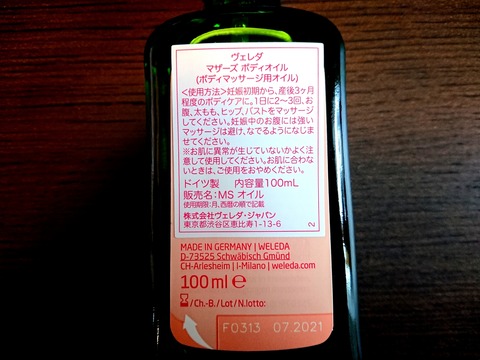 ヴェレダ
マザーズ ボディオイル
(ボディマッサージ用オイル)
<使用方法>妊娠初期から、産後3ヶ月
程度のボディケアに。1日に2〜3回、お
腹、太もも、ヒップ、バストをマッサージ
してください。妊娠中のお腹には強い
マッサージは避け、なでるようになじま
せてください。
※お肌に異常が生じていないかよく注
意して使用してください。お肌に合わな
いときは、ご使用をおやめください。
ドイツ製 内容量100mL
販売名:MS オイル
使用期限:月、西暦の順で記載
株式会社ヴェレダ・ジャパン
東京都渋谷区恵比寿1-13-6
2
MADE IN GERMANY | WELEDA
D-73525 Schwäbisch Gmünd
CH-Arlesheim | I-Milano | weleda.com
100 ml ℮
/Ch.-B./Lot/N.lotto:
F0313 07.2021